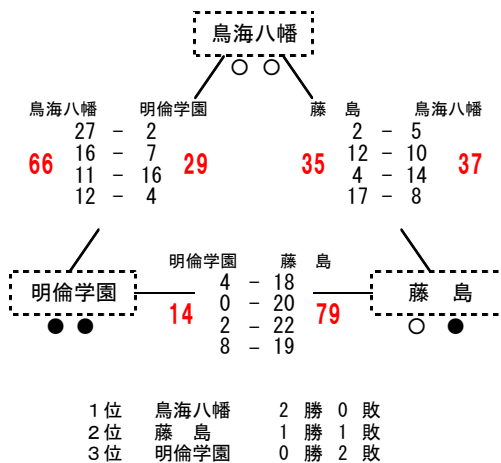 鳥海八幡
○ ○
鳥海八幡 明倫学園
27 － 2
16 － 7
66 29
11 － 16
12 － 4
藤 島 鳥海八幡
2 － 5
12 － 10
35 37
4 － 14
17 － 8
明倫学園
● ●
明倫学園 藤 島
4 － 18
0 － 20
14 79
2 － 22
8 － 19
藤 島
○ ●
1位 鳥海八幡 2 勝 0 敗
2位 藤 島 1 勝 1 敗
3位 明倫学園 0 勝 2 敗